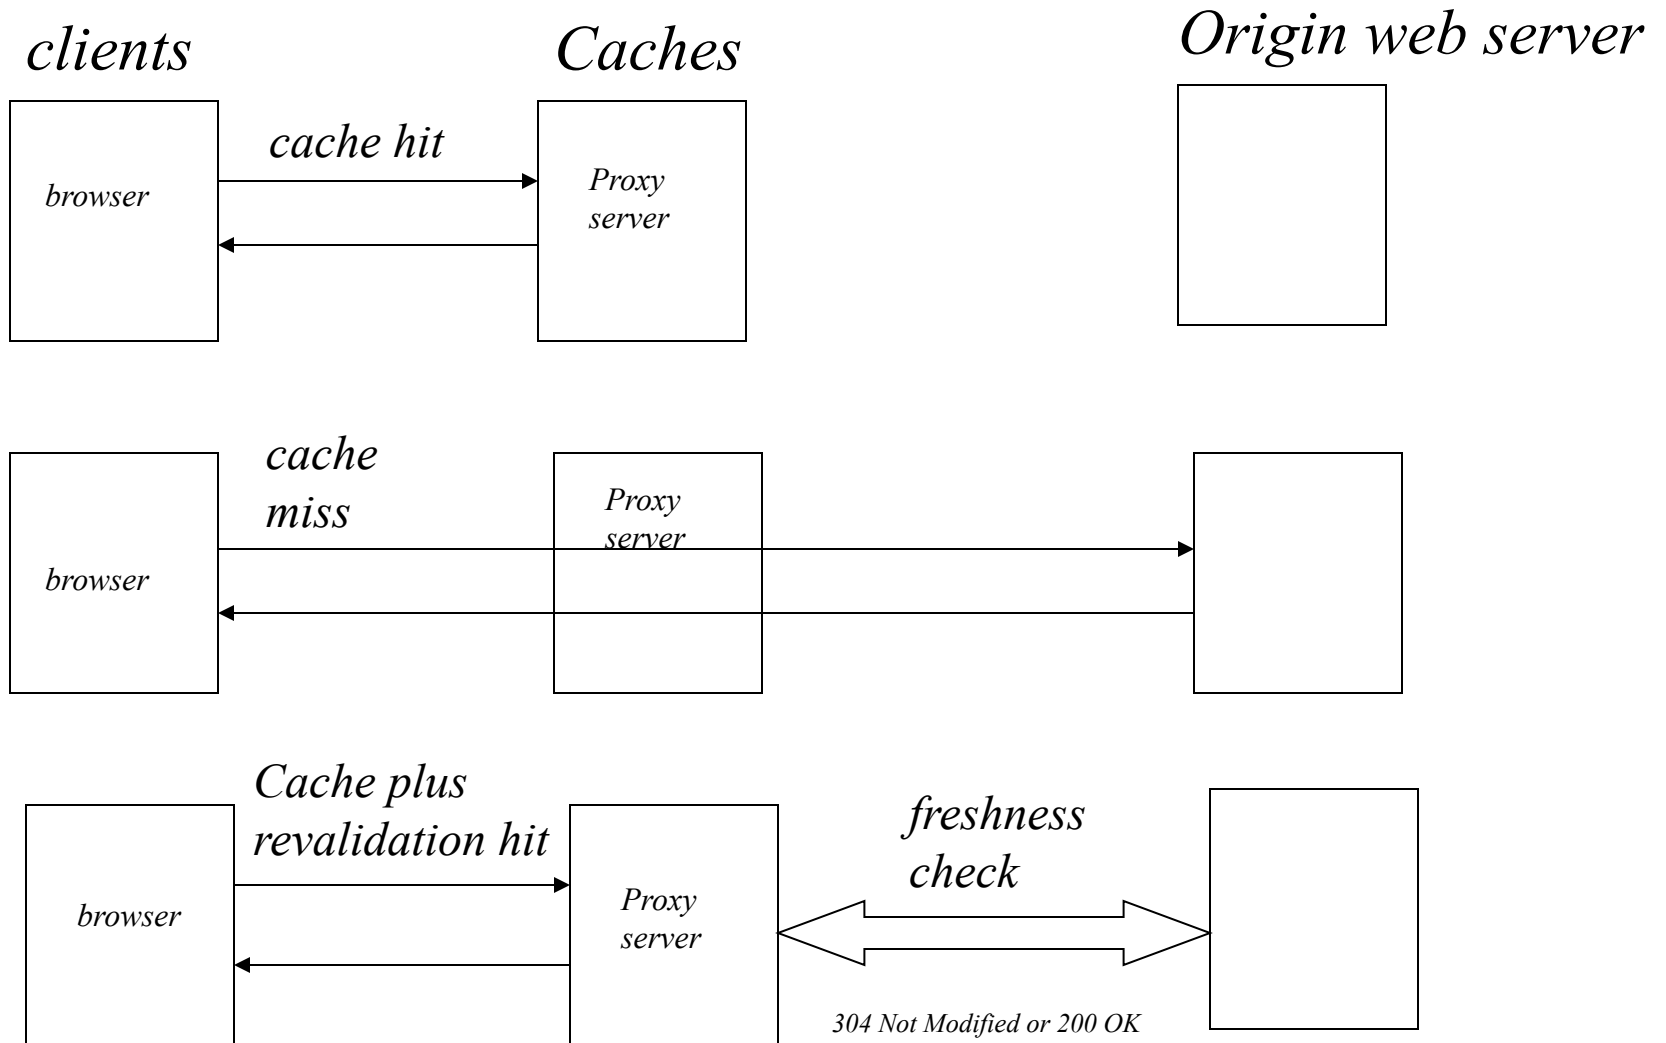 clients
Caches
Origin web server
cache hit
browser
Proxy
server
cache
miss
browser
Proxy
server
Cache plus
revalidation hit
browser
Proxy
server
freshness
check
304 Not Modified or 200 OK